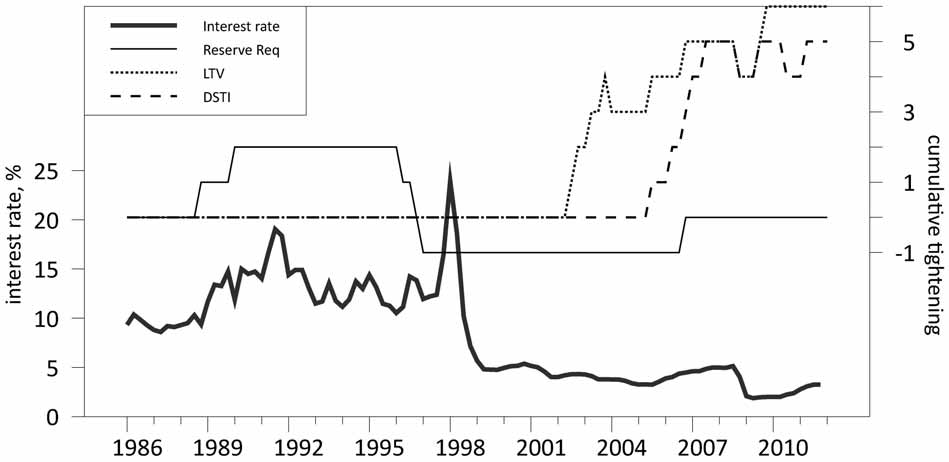 Interest rate
Reserve Req
LTV
DSTI
interest rate, %
25
20
15
10
5
0
5
3
1
-1
cumulative tightening
1986 1989 1992 1995 1998 2001 2004 2007 2010